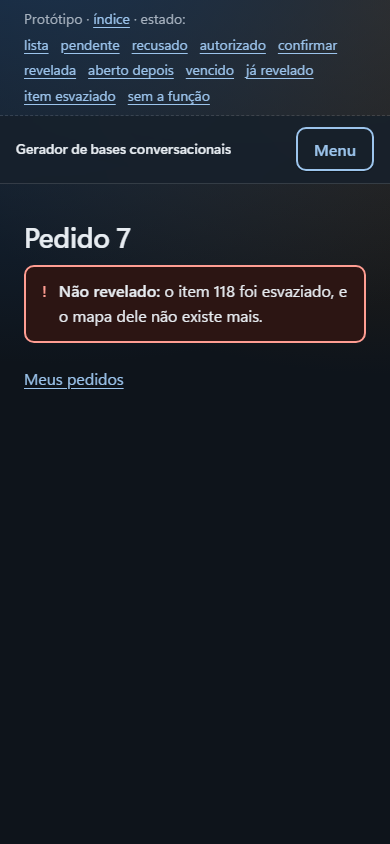 Protótipo · índice · estado:
lista pendente recusado autorizado confirmar
revelada aberto depois vencido já revelado
item esvaziado sem a função
Gerador de bases conversacionais
Menu
Pedido 7
! Não revelado: o item 118 foi esvaziado, e
o mapa dele não existe mais.
Meus pedidos